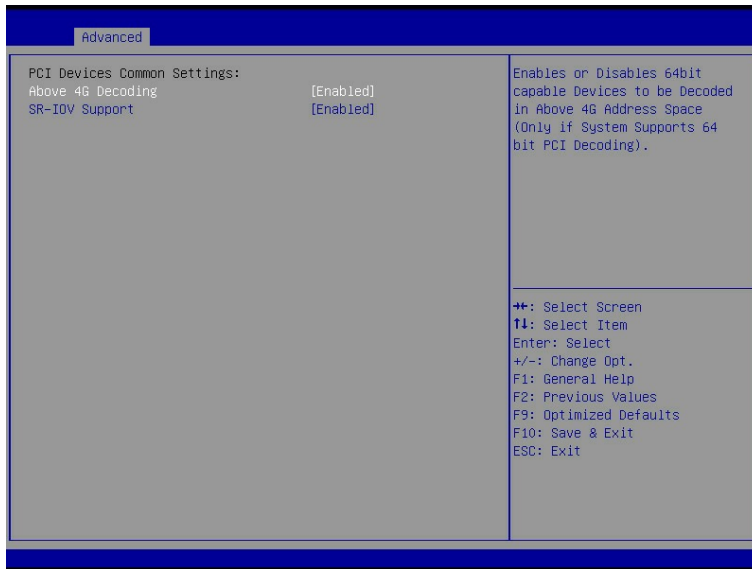 Advanced
PCI Devices Common Settings:
Above 4G Decoding [Enabled]
SR-IOV Support [Enabled]
Enables or Disables 64bit
capable Devices to be Decoded
in Above 4G Address Space
(Only if System Supports 64
bit PCI Decoding).
→←: Select Screen
↑↓: Select Item
Enter: Select
+/-: Change Opt.
F1: General Help
F2: Previous Values
F9: Optimized Defaults
F10: Save & Exit
ESC: Exit